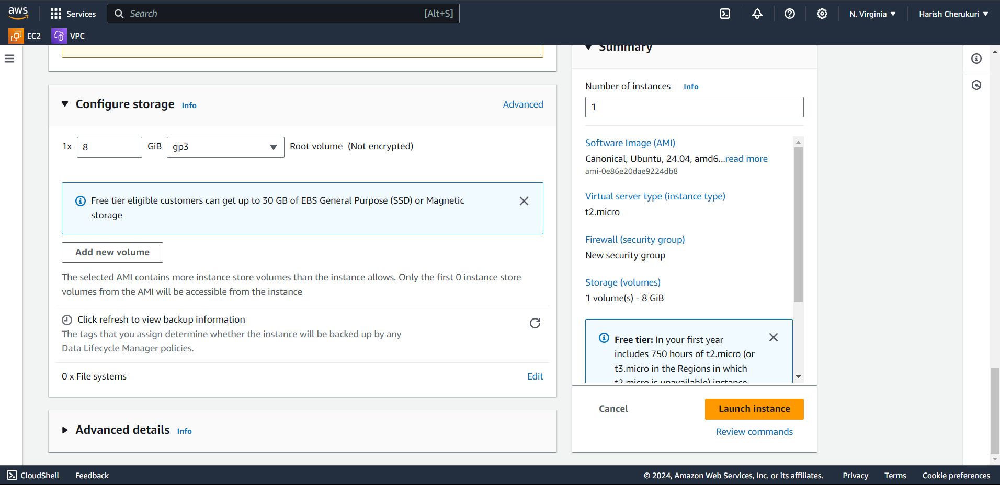 aws
Services
Search
[Alt+S]
N. Virginia
Harish Cherukuri
EC2
VPC
Configure storage Info
Advanced
1x 8 GiB gp3 Root volume (Not encrypted)
Free tier eligible customers can get up to 30 GB of EBS General Purpose (SSD) or Magnetic
storage
Add new volume
The selected AMI contains more instance store volumes than the instance allows. Only the first 0 instance store
volumes from the AMI will be accessible from the instance
Click refresh to view backup information
The tags that you assign determine whether the instance will be backed up by any
Data Lifecycle Manager policies.
0 x File systems
Edit
Advanced details Info
Summary
Number of instances Info
1
Software Image (AMI)
Canonical, Ubuntu, 24.04, amd6...read more
ami-0e86e20dae9224db8
Virtual server type (instance type)
t2.micro
Firewall (security group)
New security group
Storage (volumes)
1 volume(s) - 8 GiB
Free tier: In your first year
includes 750 hours of t2.micro (or
t3.micro in the Regions in which
t2.micro is unavailable) instance
Cancel
Launch instance
Review commands
CloudShell
Feedback
© 2024, Amazon Web Services, Inc. or its affiliates.
Privacy
Terms
Cookie preferences